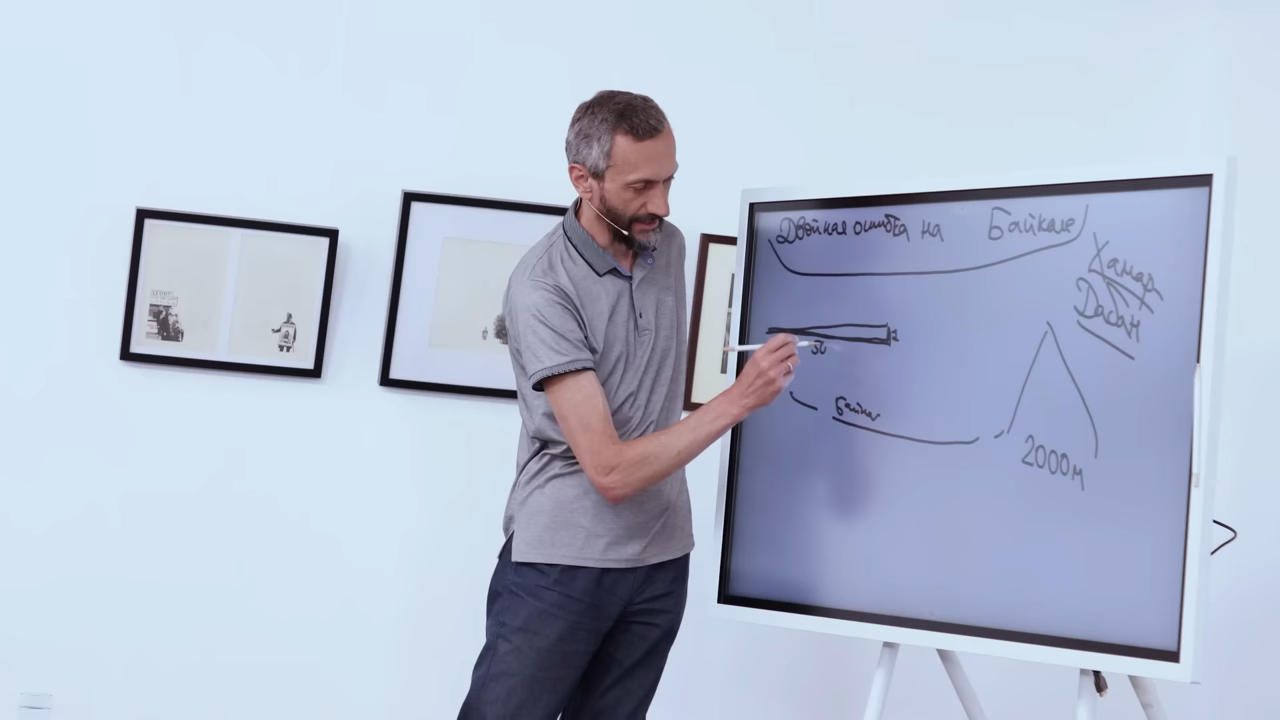 Двойная ошибка на Байкале
Хамар
Дабан
Байкал
2000м